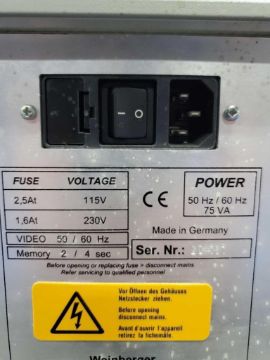 I O
FUSE VOLTAGE
2,5At 115V
1,6At 230V
VIDEO 50 / 60 Hz
Memory 2 / 4 sec
CE
POWER
50 Hz / 60 Hz
75 VA
Made in Germany
Ser. Nr.:
Before opening or replacing fuse > disconnect mains.
Refer servicing to qualified personnel
Vor Öffnen des Gehäuses
Netzstecker ziehen.
Before opening
disconnect mains.
Avant d'ouvrir l'appareil
retirez la fichemâle.
Weinberger